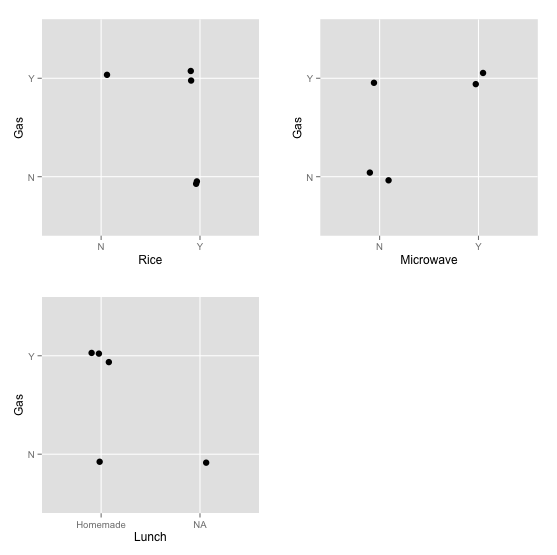 Gas
Y
N
N Y
Rice
Gas
Y
N
N Y
Microwave
Gas
Y
N
Homemade NA
Lunch